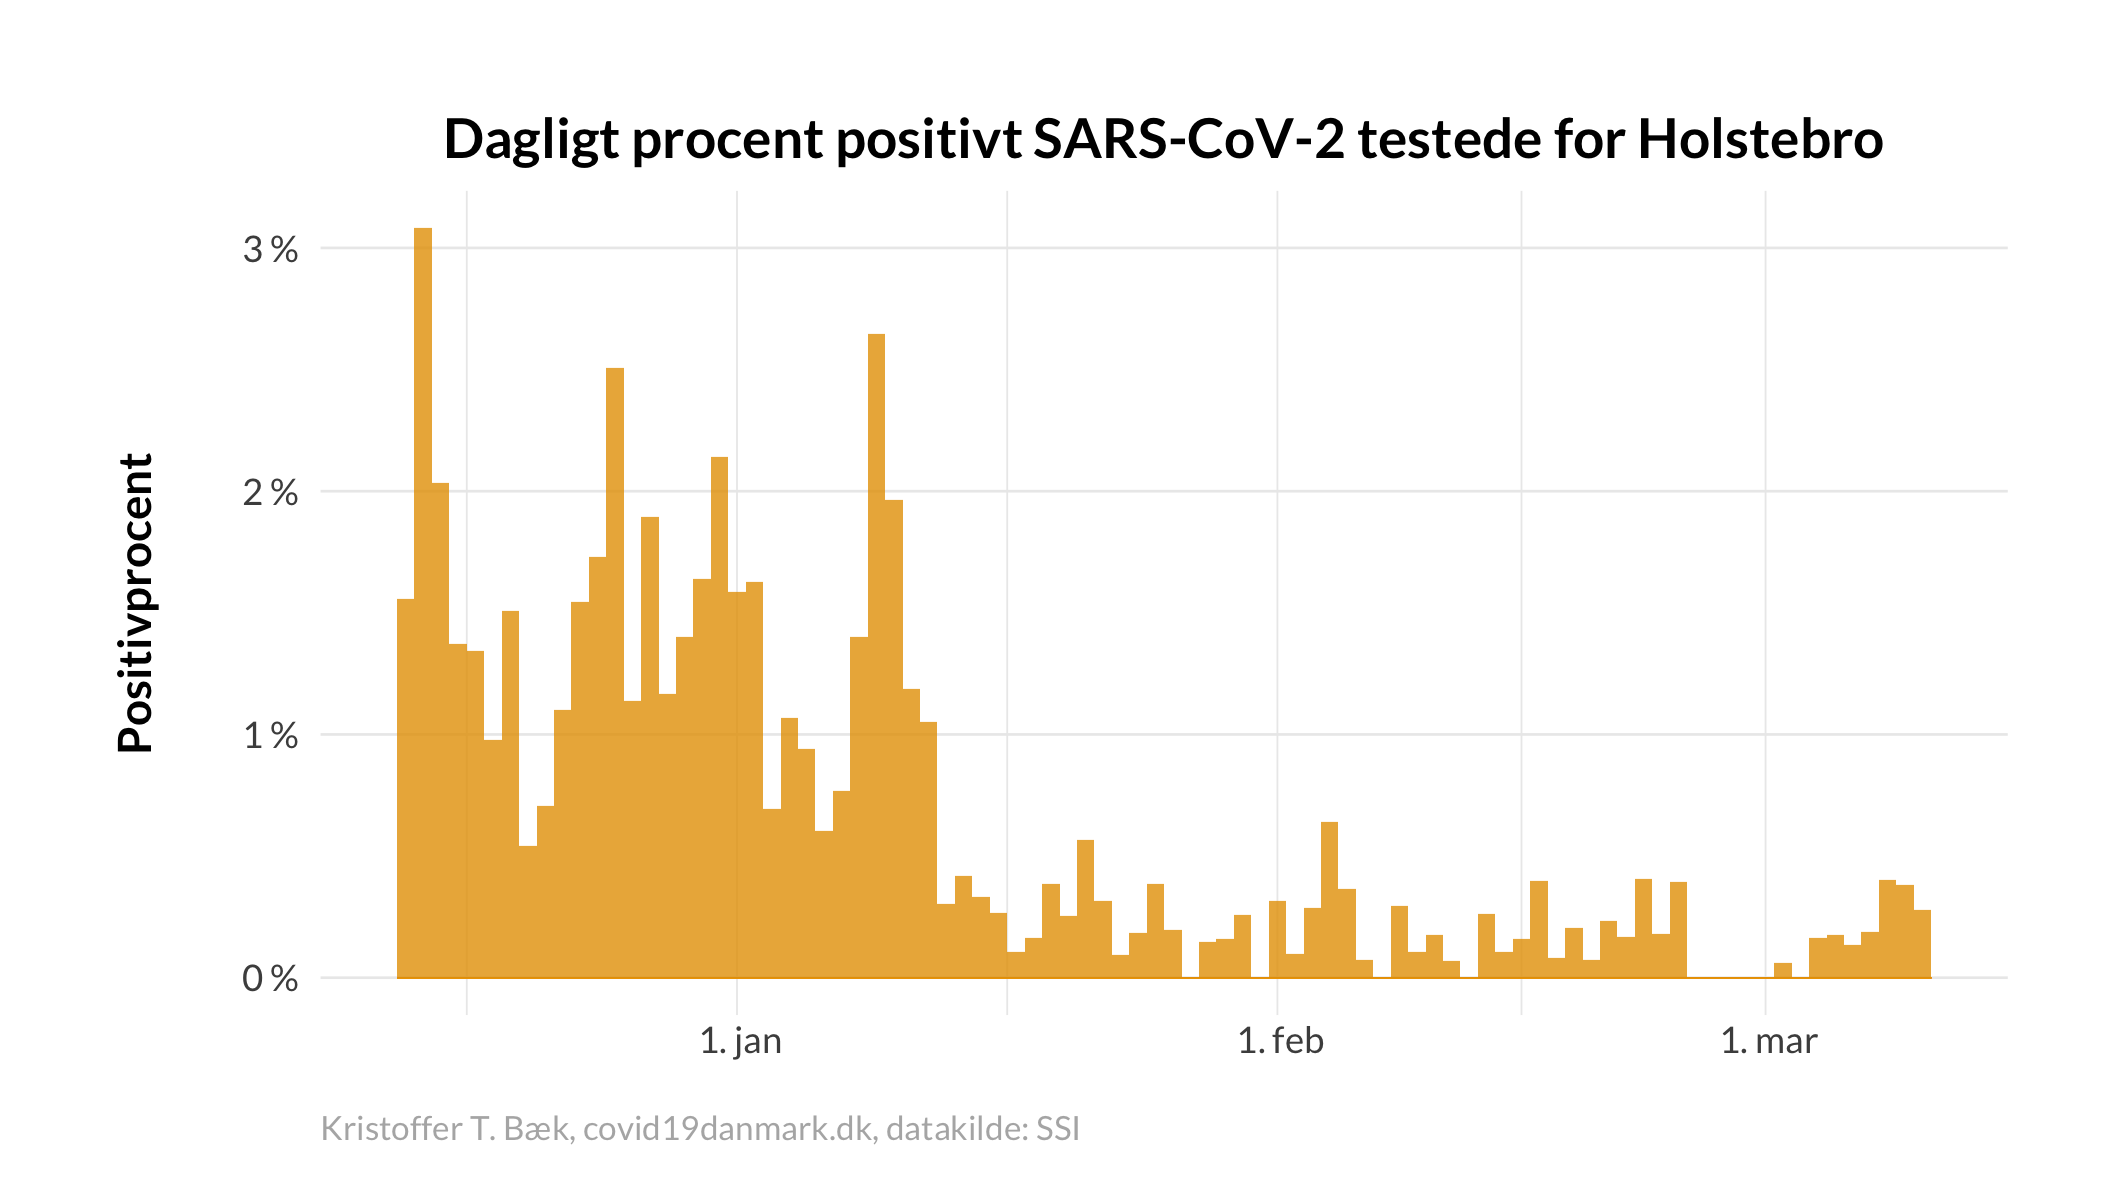 Dagligt procent positivt SARS-CoV-2 testede for Holstebro
Positivprocent
3 %
2 %
1 %
0 %
1. jan
1. feb
1. mar
Kristoffer T. Bæk, covid19danmark.dk, datakilde: SSI